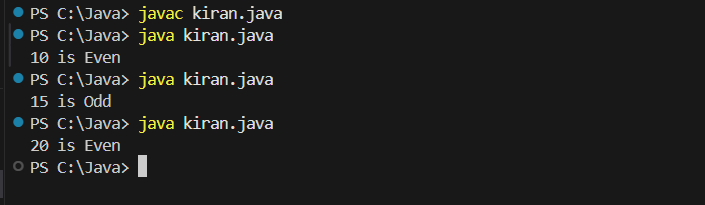 PS C:\Java> javac kiran.java
PS C:\Java> java kiran.java
10 is Even
PS C:\Java> java kiran.java
15 is Odd
PS C:\Java> java kiran.java
20 is Even
PS C:\Java>